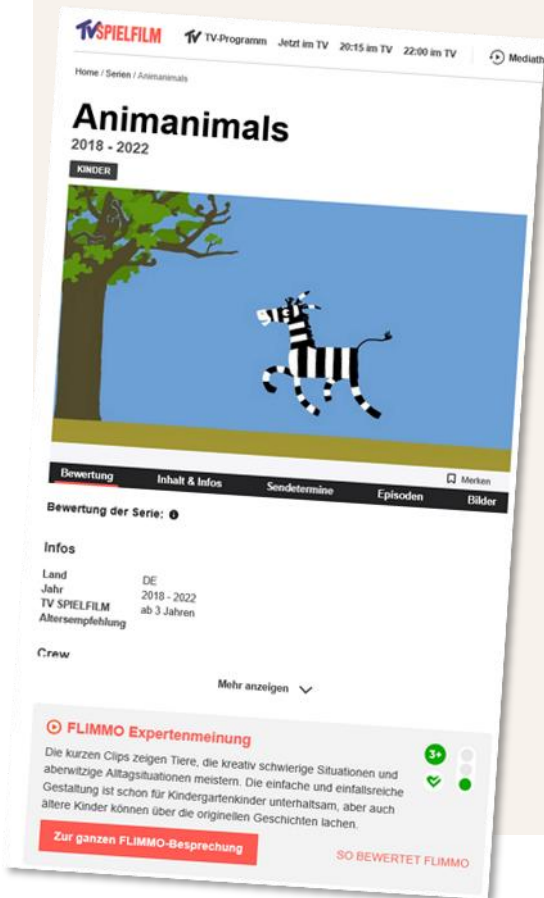 TVSPIELFILM
TV TV-Programm Jetzt im TV 20:15 im TV 22:00 im TV Mediath
Home / Serien / Animanimals
Animanimals
2018 - 2022
KINDER
Merken
Bewertung Inhalt & Infos Sendetermine Episoden Bilder
Bewertung der Serie:
Infos
Land DE
Jahr 2018 - 2022
TV SPIELFILM ab 3 Jahren
Altersempfehlung
Crew
Mehr anzeigen
FLIMMO Expertenmeinung
3+
Die kurzen Clips zeigen Tiere, die kreativ schwierige Situationen und
aberwitzige Alltagsituationen meistern. Die einfache und einfallsreiche
Gestaltung ist schon für Kindergartenkinder unterhaltsam, aber auch
ältere Kinder können über die originellen Geschichten lachen.
Zur ganzen FLIMMO-Besprechung
SO BEWERTET FLIMMO